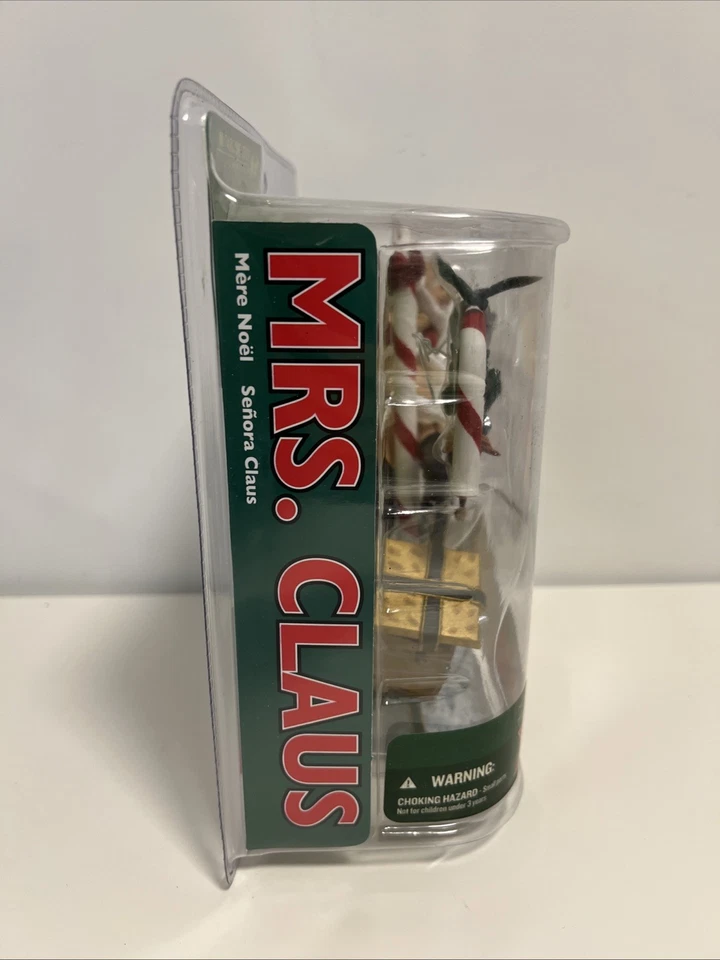 MRS. CLAUS
Mère Noël Señora Claus
WARNING:
CHOKING HAZARD - Small parts.
Not for children under 3 years